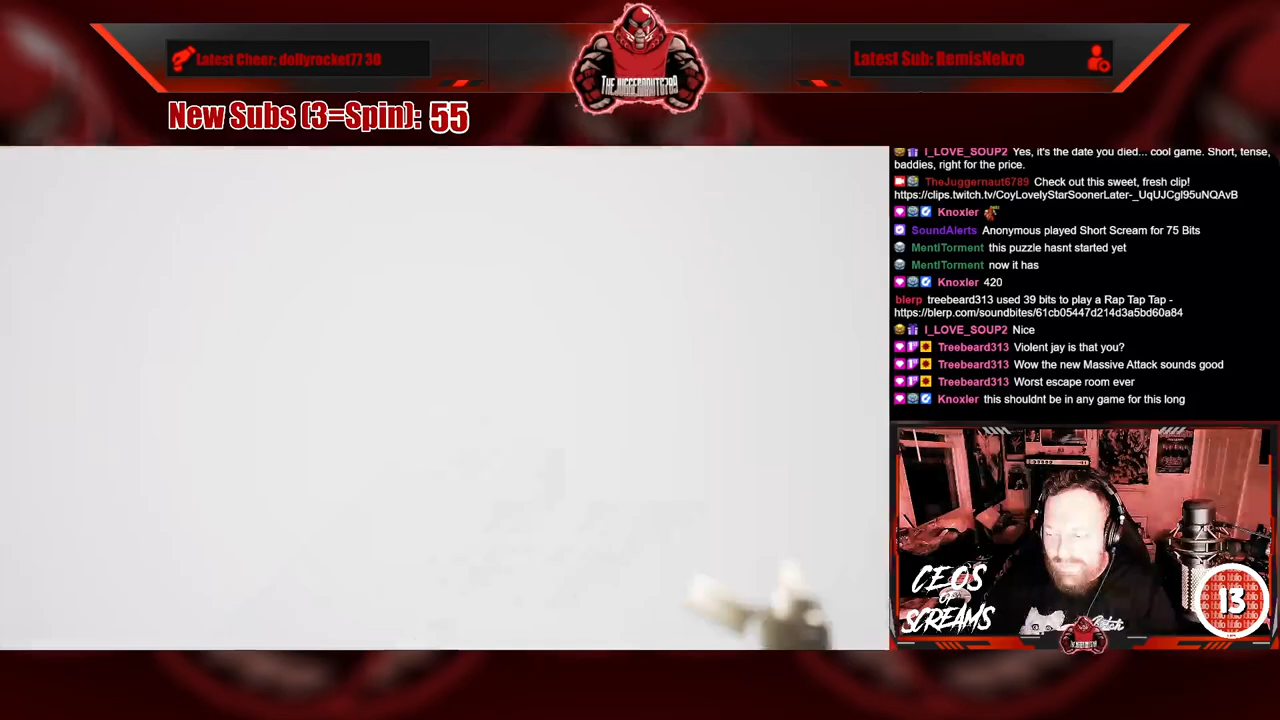 Latest Cheer: dollyrocket77 30
THEJUGGERNAUT6789
Latest Sub: RemisNekro
New Subs (3=Spin): 55
I_LOVE_SOUP2 Yes, it's the date you died... cool game. Short, tense,
baddies, right for the price.
TheJuggernaut6789 Check out this sweet, fresh clip!
https://clips.twitch.tv/CoyLovelyStarSoonerLater-_UqUJCgl95uNQAvB
Knoxler
SoundAlerts Anonymous played Short Scream for 75 Bits
MentlTorment this puzzle hasnt started yet
MentlTorment now it has
Knoxler 420
blerp treebeard313 used 39 bits to play a Rap Tap Tap -
https://blerp.com/soundbites/61cb05447d214d3a5bd60a84
I_LOVE_SOUP2 Nice
Treebeard313 Violent jay is that you?
Treebeard313 Wow the new Massive Attack sounds good
Treebeard313 Worst escape room ever
Knoxler this shouldnt be in any game for this long
CEOS
OF
SCREAMS
13